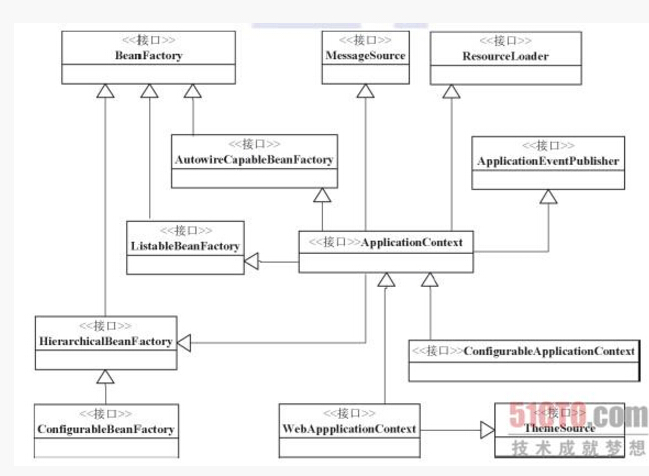 <<接口>>
BeanFactory
<<接口>>
MessageSource
<<接口>>
ResourceLoader
<<接口>>
AutowireCapableBeanFactory
<<接口>>
ApplicationEventPublisher
<<接口>>
ListableBeanFactory
<<接口>>ApplicationContext
<<接口>>
HierarchicalBeanFactory
<<接口>>ConfigurableApplicationContext
<<接口>>
ConfigurableBeanFactory
<<接口>>
WebAppplicationContext
<<接口>>
ThemeSource
51CTO.com
技术成就梦想